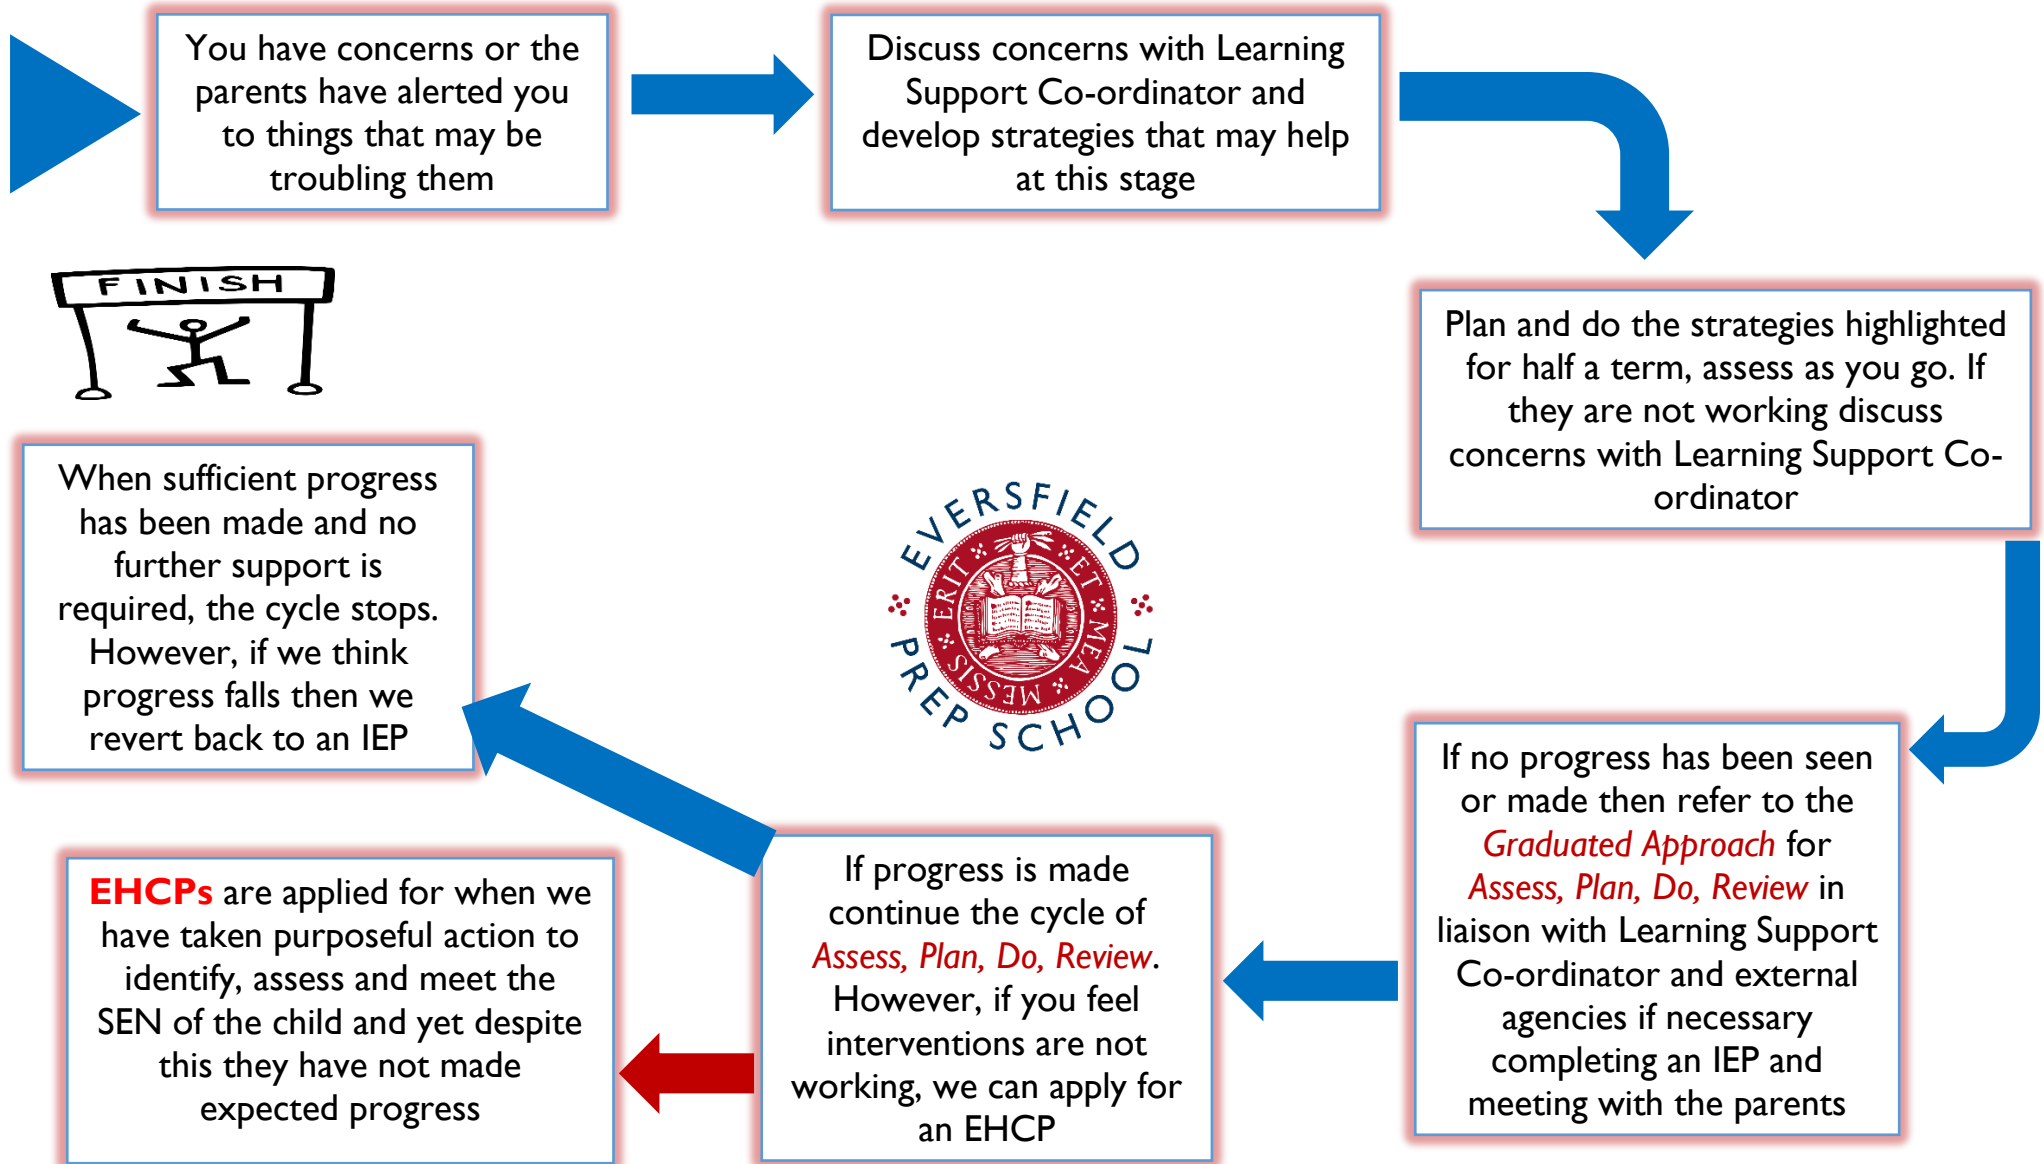 You have concerns or the
parents have alerted you
to things that may be
troubling them
Discuss concerns with Learning
Support Co-ordinator and
develop strategies that may help
at this stage
Plan and do the strategies highlighted
for half a term, assess as you go. If
they are not working discuss
concerns with Learning Support Co-
ordinator
If no progress has been seen
or made then refer to the
Graduated Approach for
Assess, Plan, Do, Review in
liaison with Learning Support
Co-ordinator and external
agencies if necessary
completing an IEP and
meeting with the parents
If progress is made
continue the cycle of
Assess, Plan, Do, Review.
However, if you feel
interventions are not
working, we can apply for
an EHCP
EHCPs are applied for when we
have taken purposeful action to
identify, assess and meet the
SEN of the child and yet despite
this they have not made
expected progress
When sufficient progress
has been made and no
further support is
required, the cycle stops.
However, if we think
progress falls then we
revert back to an IEP
FINISH
EVERSFIELD
PREP SCHOOL
ERIT ET MEA MESSIS